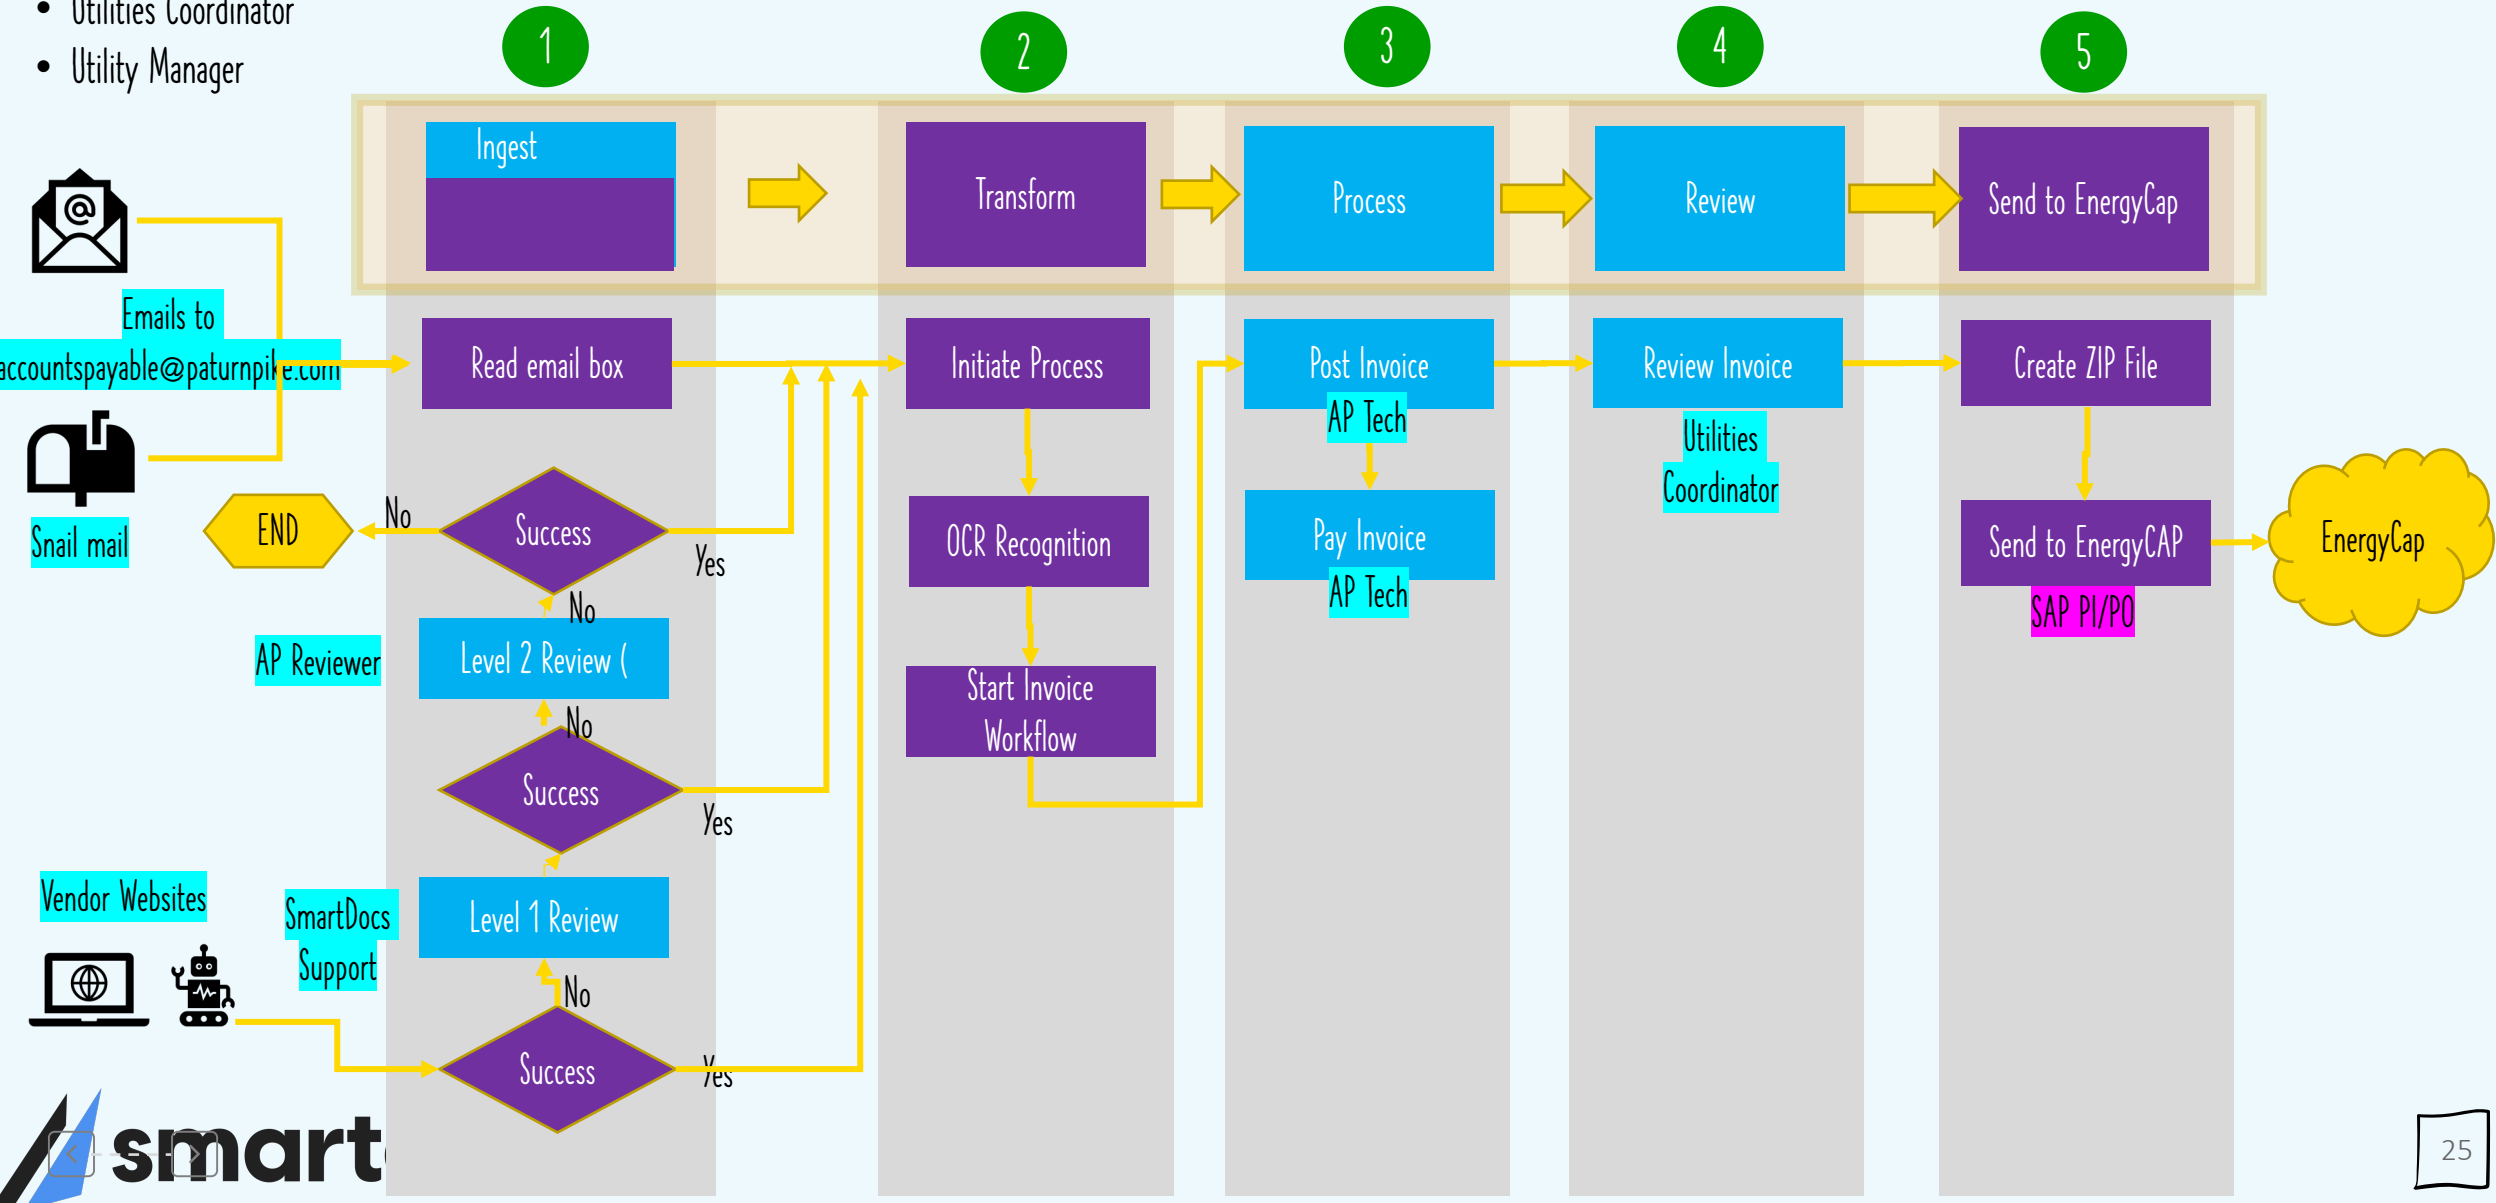 Utilities Coordinator
Utility Manager
1
2
3
4
5
Ingest
Transform
Process
Review
Send to EnergyCap
Emails to
accountspayable@paturnpike.com
Snail mail
Read email box
Initiate Process
Post Invoice
AP Tech
Review Invoice
Utilities
Coordinator
Create ZIP File
END
No
Success
Yes
OCR Recognition
Pay Invoice
AP Tech
Send to EnergyCAP
SAP PI/PO
EnergyCap
No
AP Reviewer
Level 2 Review (
Start Invoice
Workflow
No
Success
Yes
Vendor Websites
SmartDocs
Support
Level 1 Review
No
Success
Yes
smart
25